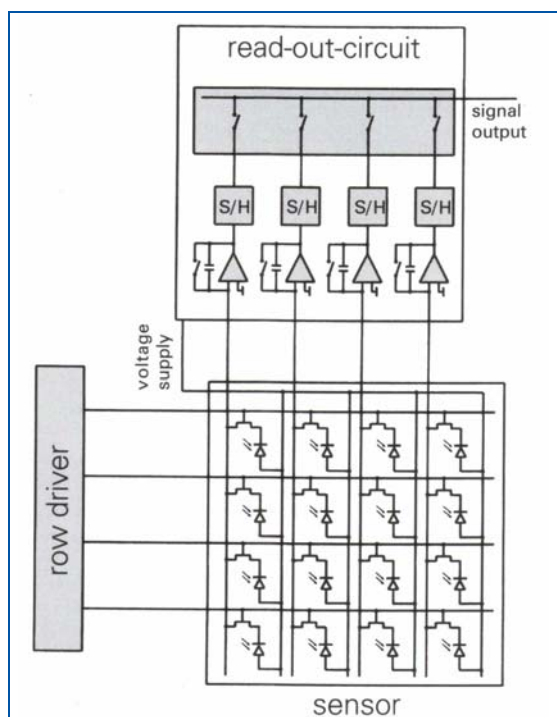 read-out-circuit
signal
output
S/H
S/H
S/H
S/H
voltage
supply
row driver
sensor